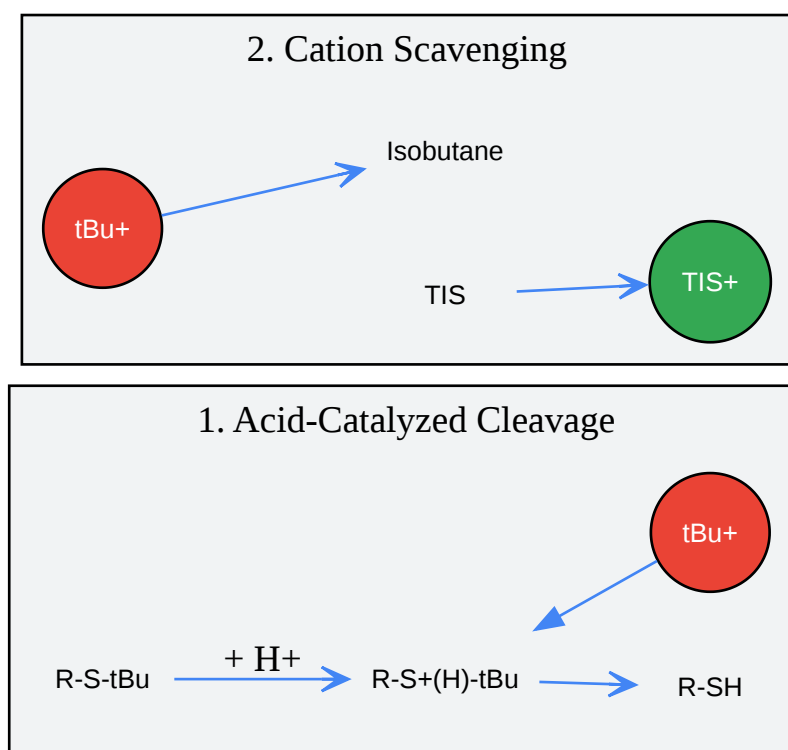 2. Cation Scavenging
Isobutane
tBu+
TIS
TIS+
1. Acid-Catalyzed Cleavage
tBu+
+ H+
R-S-tBu
R-S+(H)-tBu
R-SH